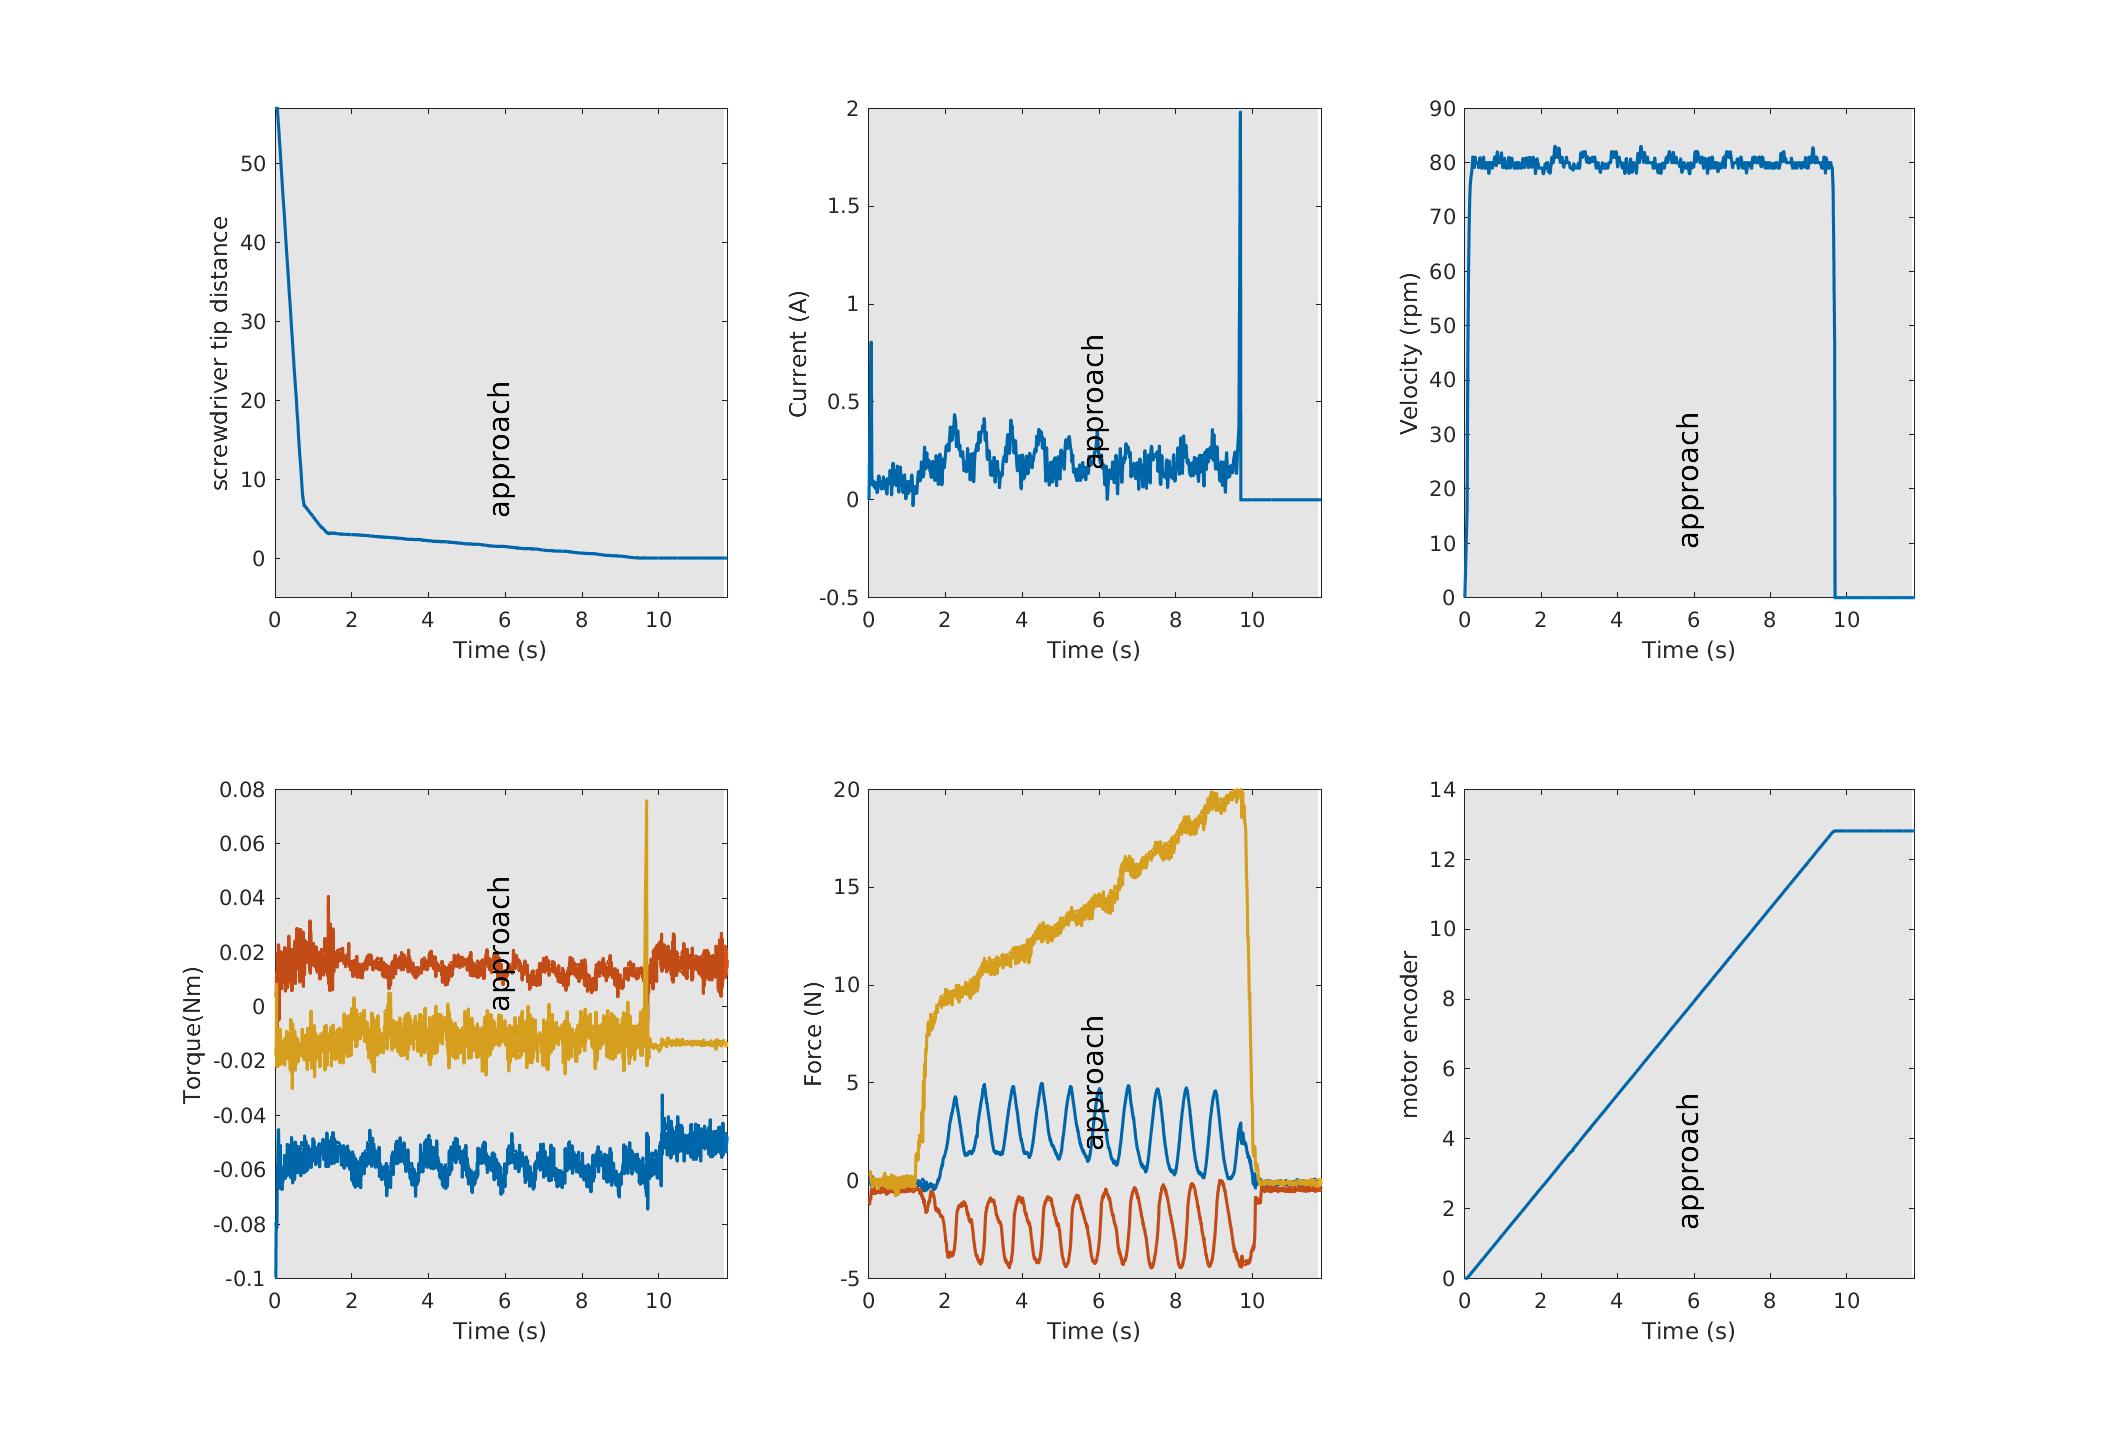 50
40
30
20
10
0
screwdriver tip distance
approach
0 2 4 6 8 10
Time (s)
2
1.5
1
0.5
0
-0.5
Current (A)
approach
0 2 4 6 8 10
Time (s)
90
80
70
60
50
40
30
20
10
0
Velocity (rpm)
approach
0 2 4 6 8 10
Time (s)
0.08
0.06
0.04
0.02
0
-0.02
-0.04
-0.06
-0.08
-0.1
Torque(Nm)
approach
0 2 4 6 8 10
Time (s)
20
15
10
5
0
-5
Force (N)
approach
0 2 4 6 8 10
Time (s)
14
12
10
8
6
4
2
0
motor encoder
approach
0 2 4 6 8 10
Time (s)